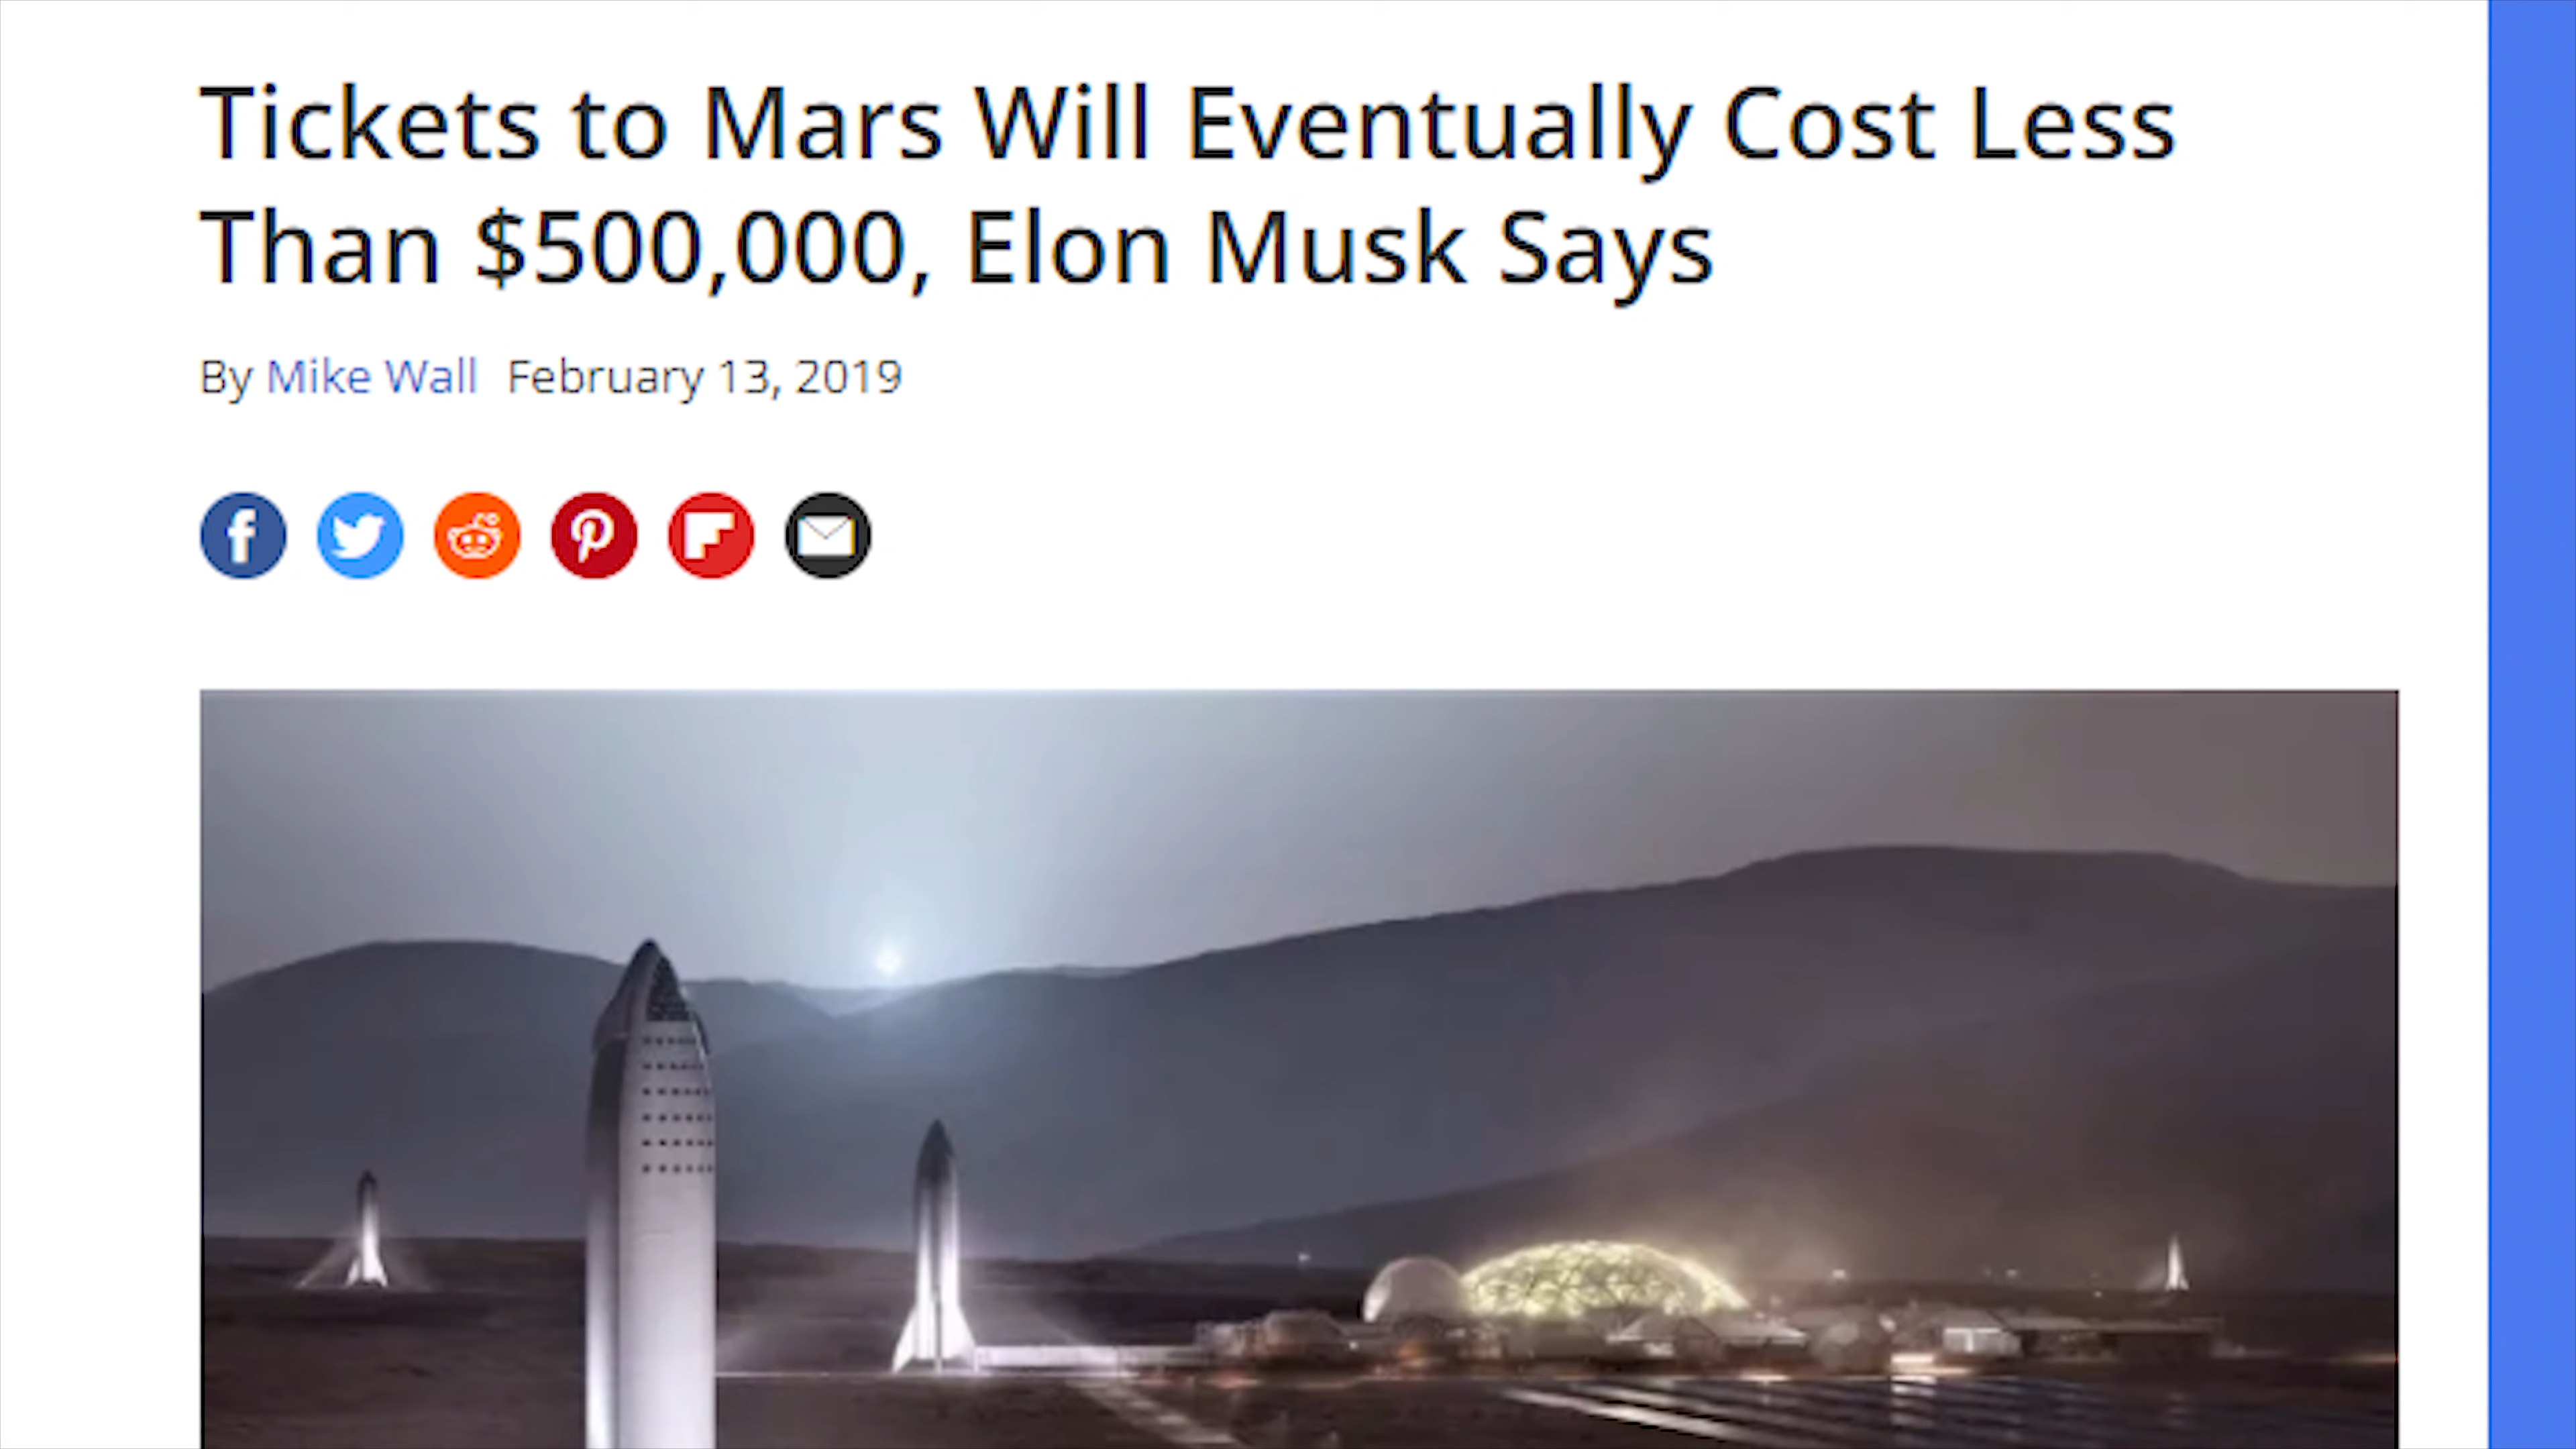 Tickets to Mars Will Eventually Cost Less
Than $500,000, Elon Musk Says
By Mike Wall February 13, 2019